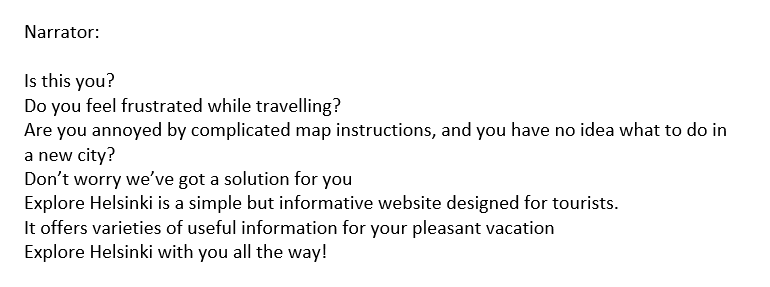 Narrator:
Is this you?
Do you feel frustrated while travelling?
Are you annoyed by complicated map instructions, and you have no idea what to do in
a new city?
Don’t worry we’ve got a solution for you
Explore Helsinki is a simple but informative website designed for tourists.
It offers varieties of useful information for your pleasant vacation
Explore Helsinki with you all the way!